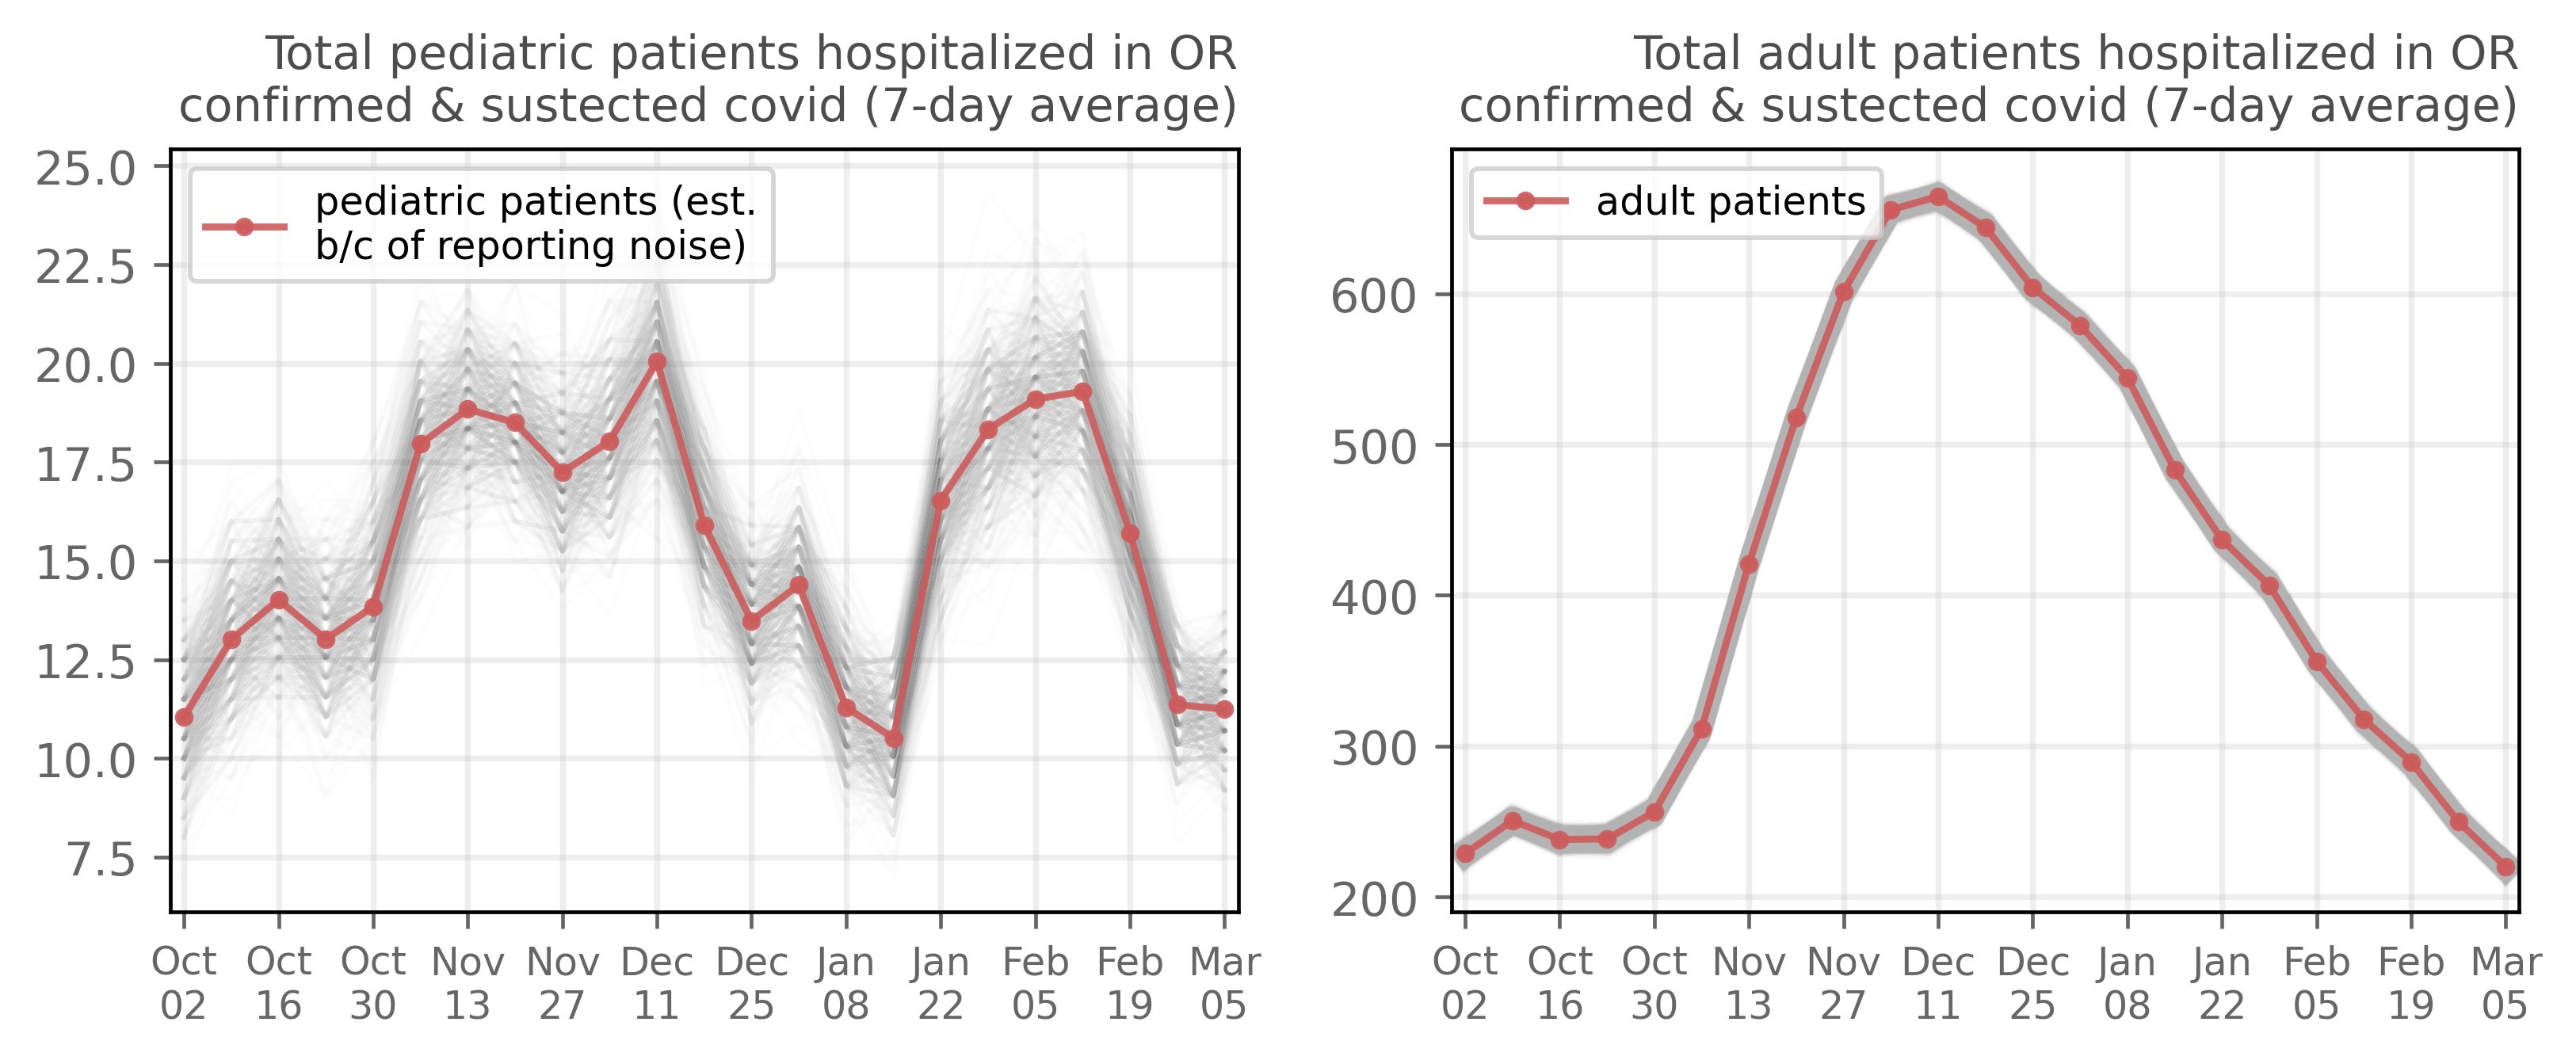 Total pediatric patients hospitalized in OR
confirmed & sustected covid (7-day average)
25.0
22.5
20.0
17.5
15.0
12.5
10.0
7.5
pediatric patients (est.
b/c of reporting noise)
Oct Oct Oct Nov Nov Dec Dec Jan Jan Feb Feb Mar
02 16 30 13 27 11 25 08 22 05 19 05
Total adult patients hospitalized in OR
confirmed & sustected covid (7-day average)
600
500
400
300
200
adult patients
Oct Oct Oct Nov Nov Dec Dec Jan Jan Feb Feb Mar
02 16 30 13 27 11 25 08 22 05 19 05